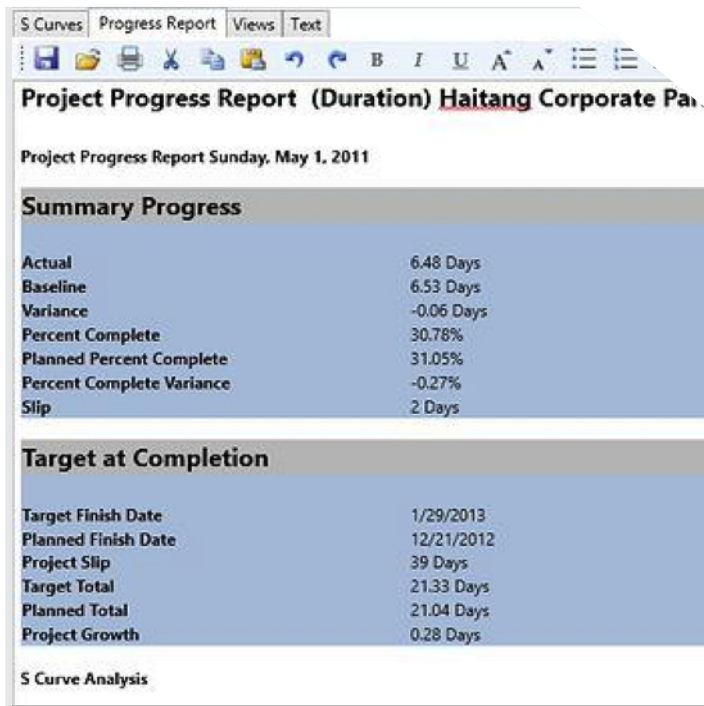 S Curves Progress Report Views Text
B I U A A
Project Progress Report (Duration) Haitang Corporate
Project Progress Report Sunday, May 1, 2011
Summary Progress
Actual 6.48 Days
Baseline 6.53 Days
Variance -0.06 Days
Percent Complete 30.78%
Planned Percent Complete 31.05%
Percent Complete Variance -0.27%
Slip 2 Days
Target at Completion
Target Finish Date 1/29/2013
Planned Finish Date 12/21/2012
Project Slip 39 Days
Target Total 21.33 Days
Planned Total 21.04 Days
Project Growth 0.28 Days
S Curve Analysis